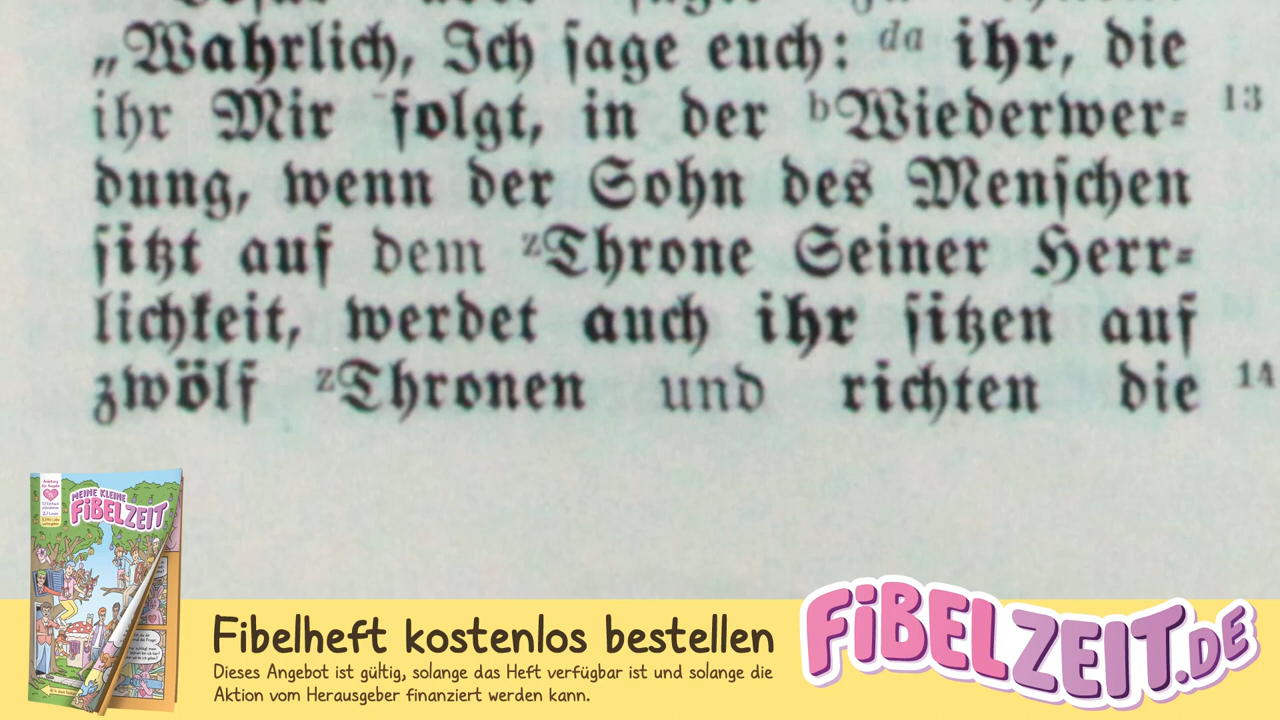 „Wahrlich, Ich sage euch: da ihr, die
ihr Mir folgt, in der bWiederwer=
13
dung, wenn der Sohn des Menschen
sitzt auf dem zThrone Seiner Herr=
lichkeit, werdet auch ihr sitzen auf
zwölf zThronen und richten die
14
MEINE KLEINE
FIBELZEIT
Fibelheft kostenlos bestellen
Dieses Angebot ist gültig, solange das Heft verfügbar ist und solange die
Aktion vom Herausgeber finanziert werden kann.
FIBELZEIT.DE